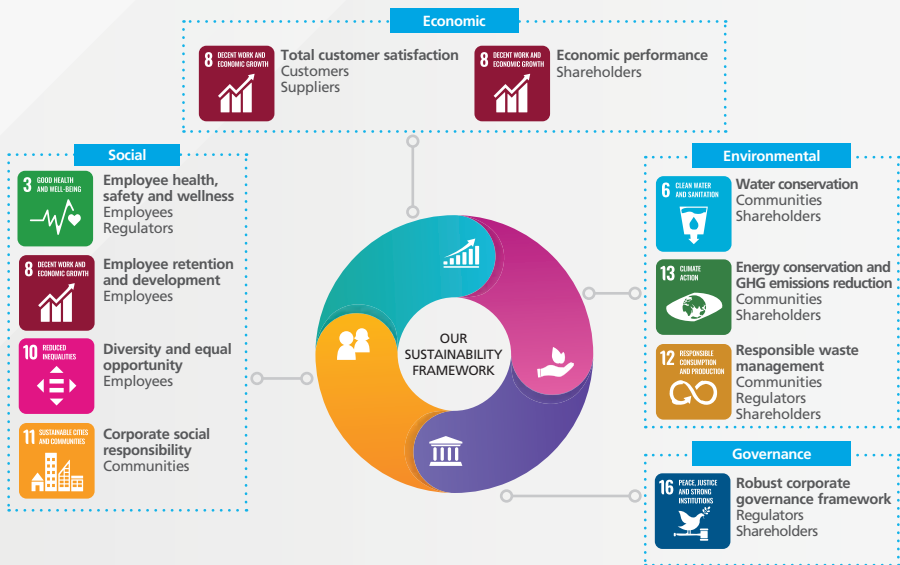 Economic
8 DECENT WORK AND
ECONOMIC GROWTH
Total customer satisfaction
Customers
Suppliers
8 DECENT WORK AND
ECONOMIC GROWTH
Economic performance
Shareholders
Social
3 GOOD HEALTH
AND WELL-BEING
Employee health,
safety and wellness
Employees
Regulators
8 DECENT WORK AND
ECONOMIC GROWTH
Employee retention
and development
Employees
10 REDUCED
INEQUALITIES
Diversity and equal
opportunity
Employees
11 SUSTAINABLE CITIES
AND COMMUNITIES
Corporate social
responsibility
Communities
OUR
SUSTAINABILITY
FRAMEWORK
Environmental
6 CLEAN WATER
AND SANITATION
Water conservation
Communities
Shareholders
13 CLIMATE
ACTION
Energy conservation and
GHG emissions reduction
Communities
Shareholders
12 RESPONSIBLE
CONSUMPTION
AND PRODUCTION
Responsible waste
management
Communities
Regulators
Shareholders
Governance
16 PEACE, JUSTICE
AND STRONG
INSTITUTIONS
Robust corporate
governance framework
Regulators
Shareholders